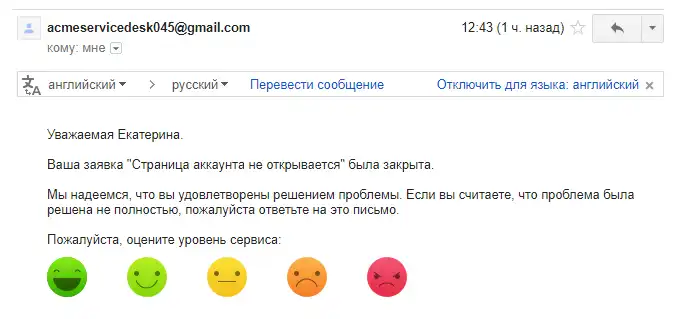 acmeservicedesk045@gmail.com 12:43 (1 ч. назад)
кому: мне
английский русский Перевести сообщение Отключить для языка: английский
Уважаемая Екатерина.
Ваша заявка "Страница аккаунта не открывается" была закрыта.
Мы надеемся, что вы удовлетворены решением проблемы. Если вы считаете, что проблема была
решена не полностью, пожалуйста ответьте на это письмо.
Пожалуйста, оцените уровень сервиса: